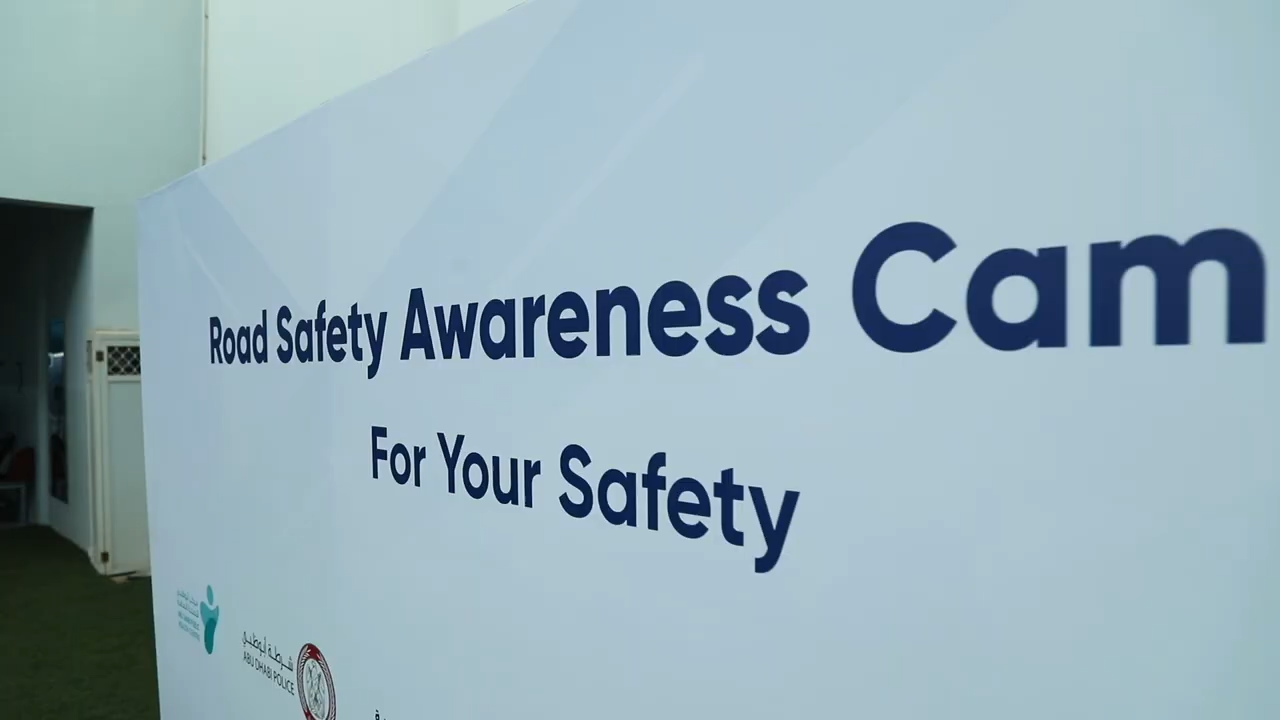 Road Safety Awareness Cam
For Your Safety
شرطة أبوظبي
ABU DHABI POLICE